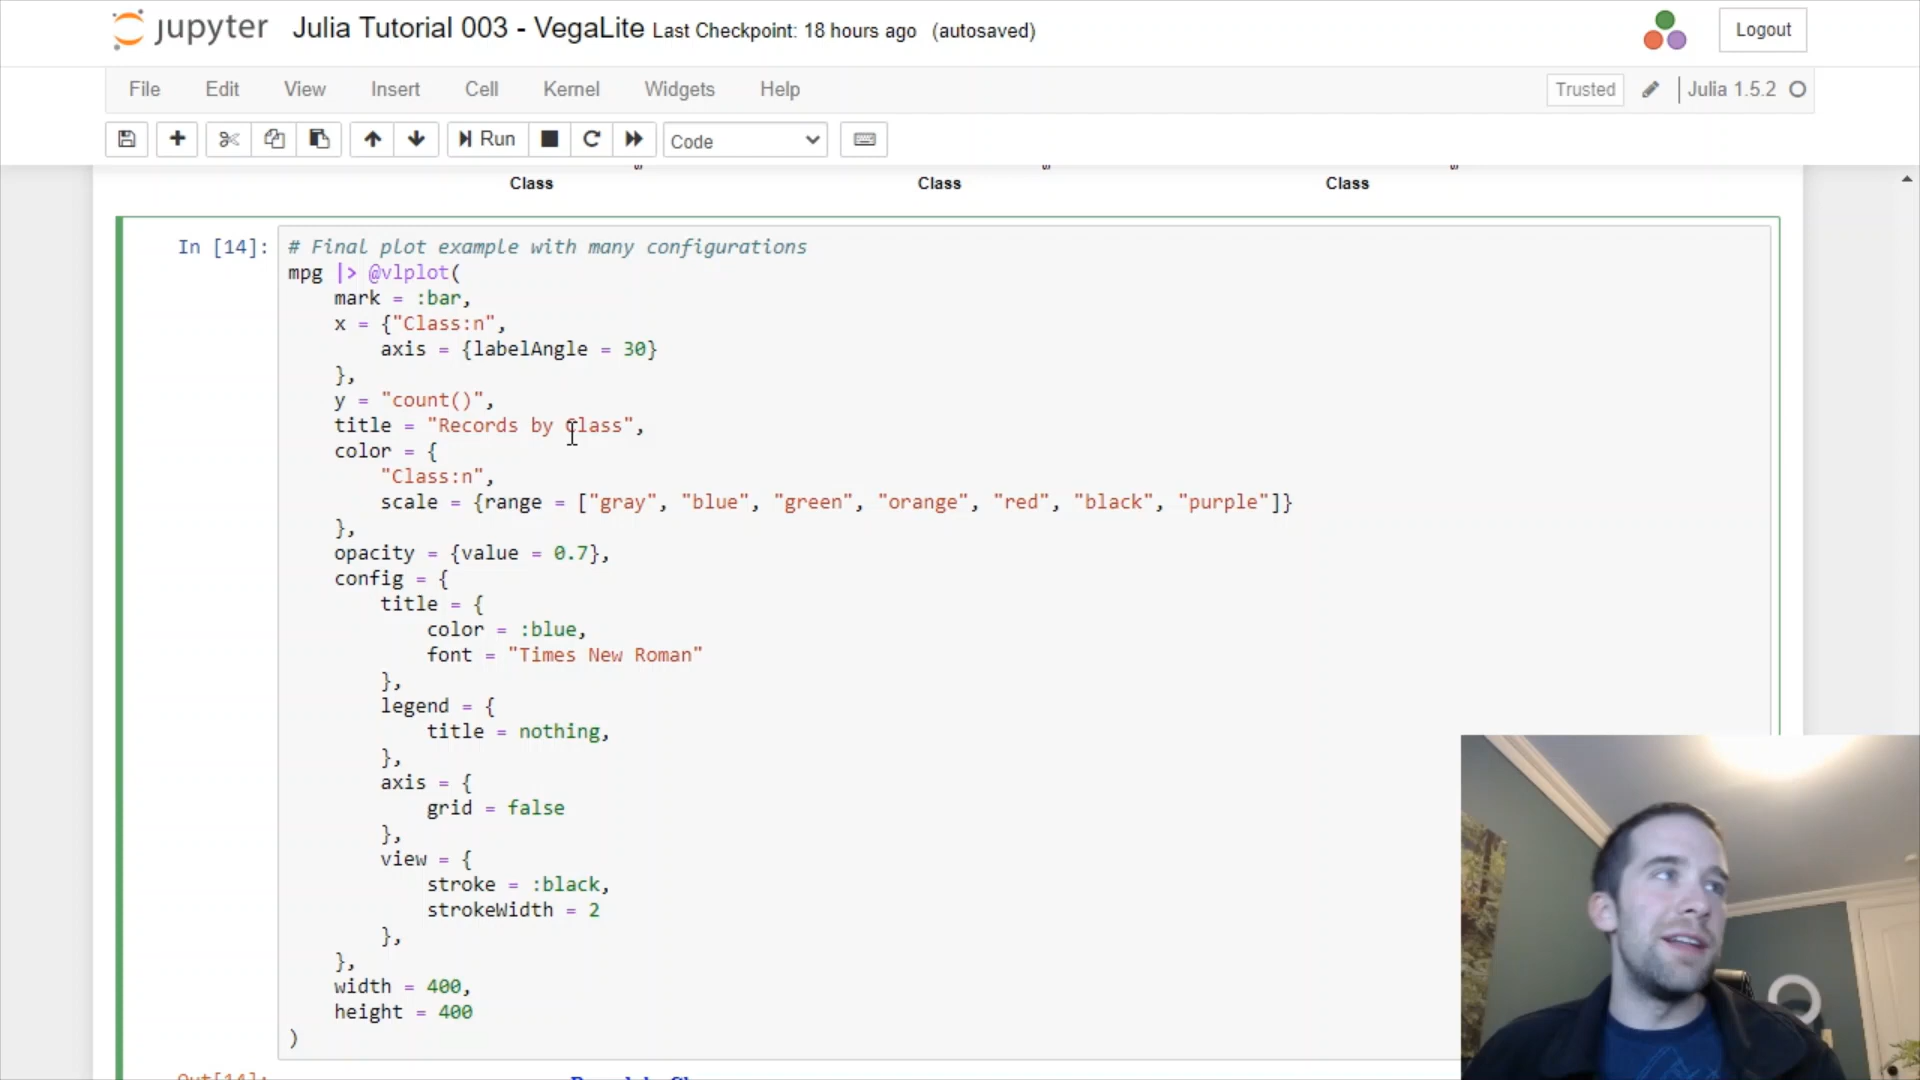 jupyter Julia Tutorial 003 - VegaLite Last Checkpoint: 18 hours ago (autosaved) Logout
File Edit View Insert Cell Kernel Widgets Help Trusted Julia 1.5.2
Run Code
Class Class Class
In [14]: # Final plot example with many configurations
mpg |> @vlplot(
mark = :bar,
x = {"Class:n",
axis = {labelAngle = 30}
},
y = "count()",
title = "Records by Class",
color = {
"Class:n",
scale = {range = ["gray", "blue", "green", "orange", "red", "black", "purple"]}
},
opacity = {value = 0.7},
config = {
title = {
color = :blue,
font = "Times New Roman"
},
legend = {
title = nothing,
},
axis = {
grid = false
},
view = {
stroke = :black,
strokeWidth = 2
},
},
width = 400,
height = 400
)
Out[14]: